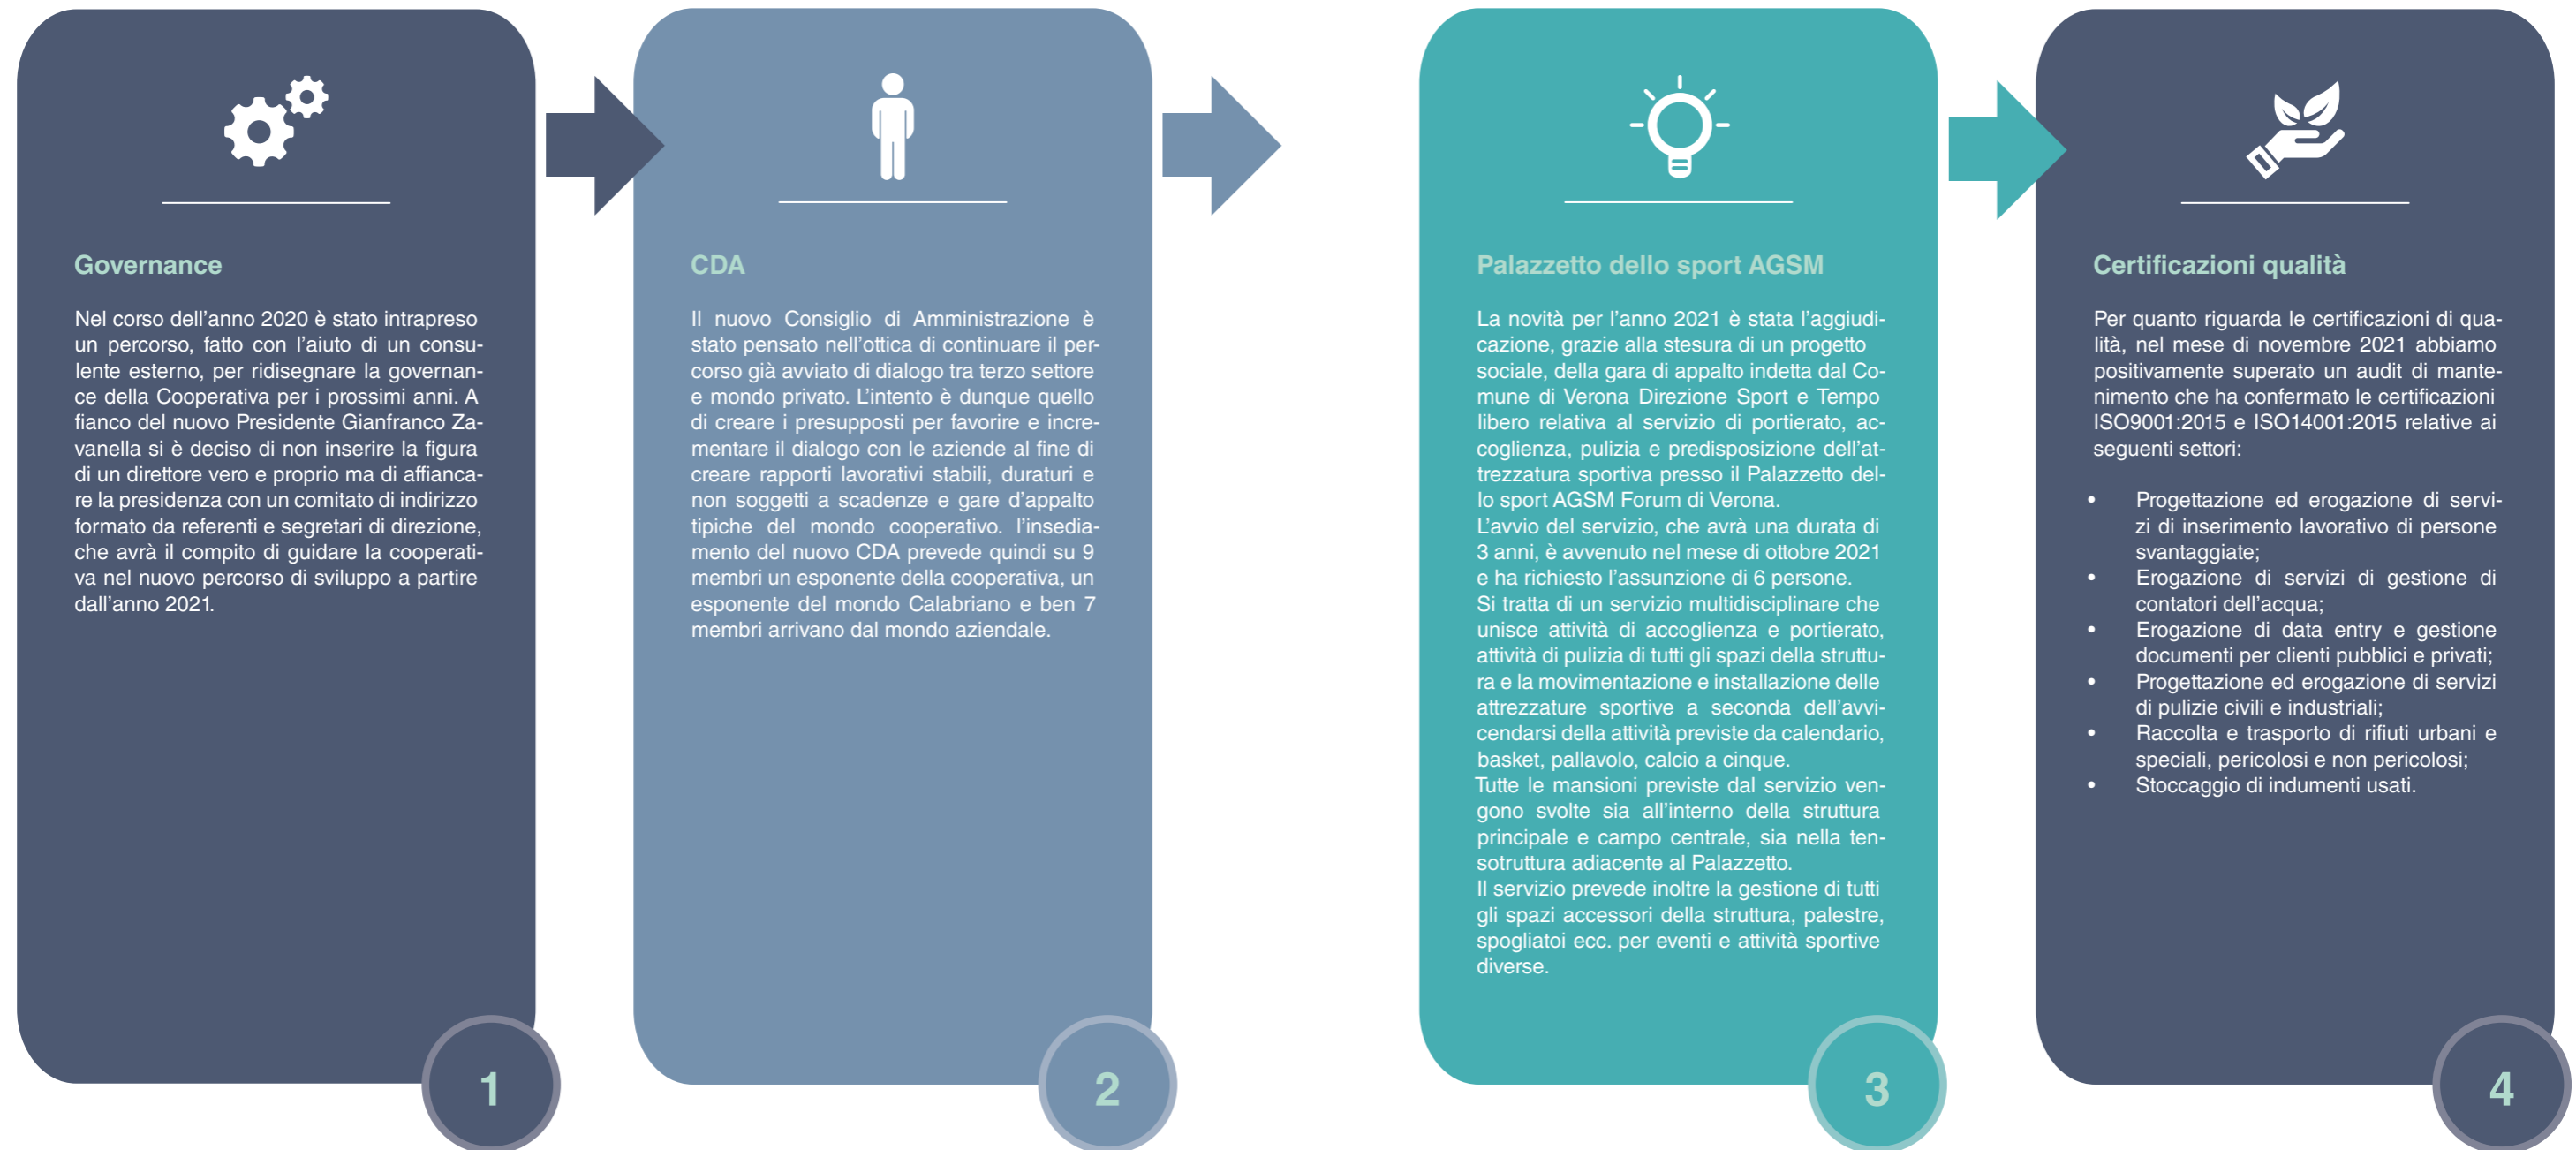 Governance
Nel corso dell'anno 2020 è stato intrapreso
un percorso, fatto con l'aiuto di un consu-
lente esterno, per ridisegnare la governan-
ce della Cooperativa per i prossimi anni. A
fianco del nuovo Presidente Gianfranco Za-
vanella si è deciso di non inserire la figura
di un direttore vero e proprio ma di affianca-
re la presidenza con un comitato di indirizzo
formato da referenti e segretari di direzione,
che avrà il compito di guidare la cooperati-
va nel nuovo percorso di sviluppo a partire
dall'anno 2021.
1
CDA
Il nuovo Consiglio di Amministrazione è
stato pensato nell'ottica di continuare il per-
corso già avviato di dialogo tra terzo settore
e mondo privato. L'intento è dunque quello
di creare i presupposti per favorire e incre-
mentare il dialogo con le aziende al fine di
creare rapporti lavorativi stabili, duraturi e
non soggetti a scadenze e gare d'appalto
tipiche del mondo cooperativo. l'insedia-
mento del nuovo CDA prevede quindi su 9
membri un esponente della cooperativa, un
esponente del mondo Calabriano e ben 7
membri arrivano dal mondo aziendale.
2
Palazzetto dello sport AGSM
La novità per l'anno 2021 è stata l'aggiudi-
cazione, grazie alla stesura di un progetto
sociale, della gara di appalto indetta dal Co-
mune di Verona Direzione Sport e Tempo
libero relativa al servizio di portierato, ac-
coglienza, pulizia e predisposizione dell'at-
trezzatura sportiva presso il Palazzetto del-
lo sport AGSM Forum di Verona.
L'avvio del servizio, che avrà una durata di
3 anni, è avvenuto nel mese di ottobre 2021
e ha richiesto l'assunzione di 6 persone.
Si tratta di un servizio multidisciplinare che
unisce attività di accoglienza e portierato,
attività di pulizia di tutti gli spazi della struttu-
ra e la movimentazione e installazione delle
attrezzature sportive a seconda dell'avvi-
cendarsi della attività previste da calendario,
basket, pallavolo, calcio a cinque.
Tutte le mansioni previste dal servizio ven-
gono svolte sia all'interno della struttura
principale e campo centrale, sia nella ten-
sotruttura adiacente al Palazzetto.
Il servizio prevede inoltre la gestione di tutti
gli spazi accessori della struttura, palestre,
spogliatoi ecc. per eventi e attività sportive
diverse.
3
Certificazioni qualità
Per quanto riguarda le certificazioni di qua-
lità, nel mese di novembre 2021 abbiamo
positivamente superato un audit di mante-
nimento che ha confermato le certificazioni
ISO9001:2015 e ISO14001:2015 relative ai
seguenti settori:
• Progettazione ed erogazione di servi-
zi di inserimento lavorativo di persone
svantaggiate;
• Erogazione di servizi di gestione di
contatori dell'acqua;
• Erogazione di data entry e gestione
documenti per clienti pubblici e privati;
• Progettazione ed erogazione di servizi
di pulizie civili e industriali;
• Raccolta e trasporto di rifiuti urbani e
speciali, pericolosi e non pericolosi;
• Stoccaggio di indumenti usati.
4